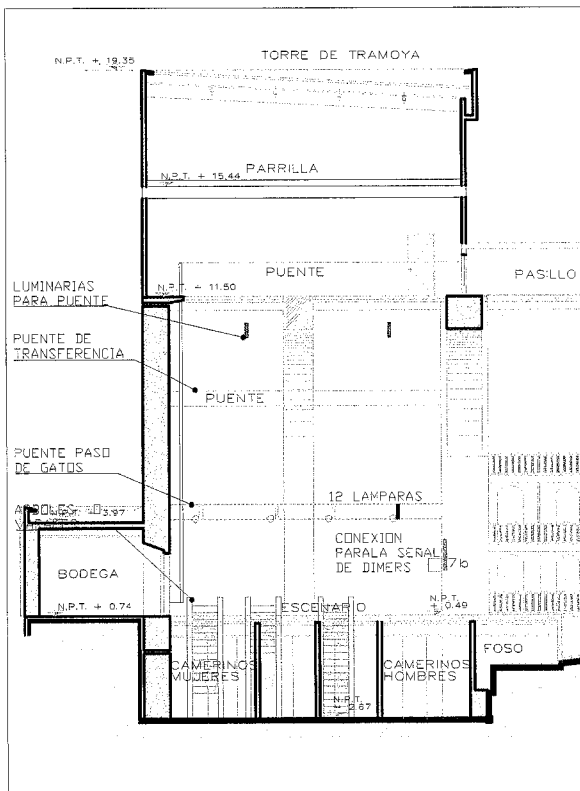 TORRE DE TRAMOYA
N.P.T. + 19.35
PARRILLA
N.P.T. + 15.44
PUENTE
PASILLO
N.P.T. + 11.50
LUMINARIAS
PARA PUENTE
PUENTE DE
TRANSFERENCIA
PUENTE
PUENTE PASO
DE GATOS
12 LAMPARAS
3.97
CONEXION
PARALA SEÑAL
DE DIMERS
7b
BODEGA
N.P.T. + 0.74
ESCENARIO
N.P.T.
+ 0.49
CAMERINOS
MUJERES
CAMERINOS
HOMBRES
FOSO
N.P.T.
- 2.67